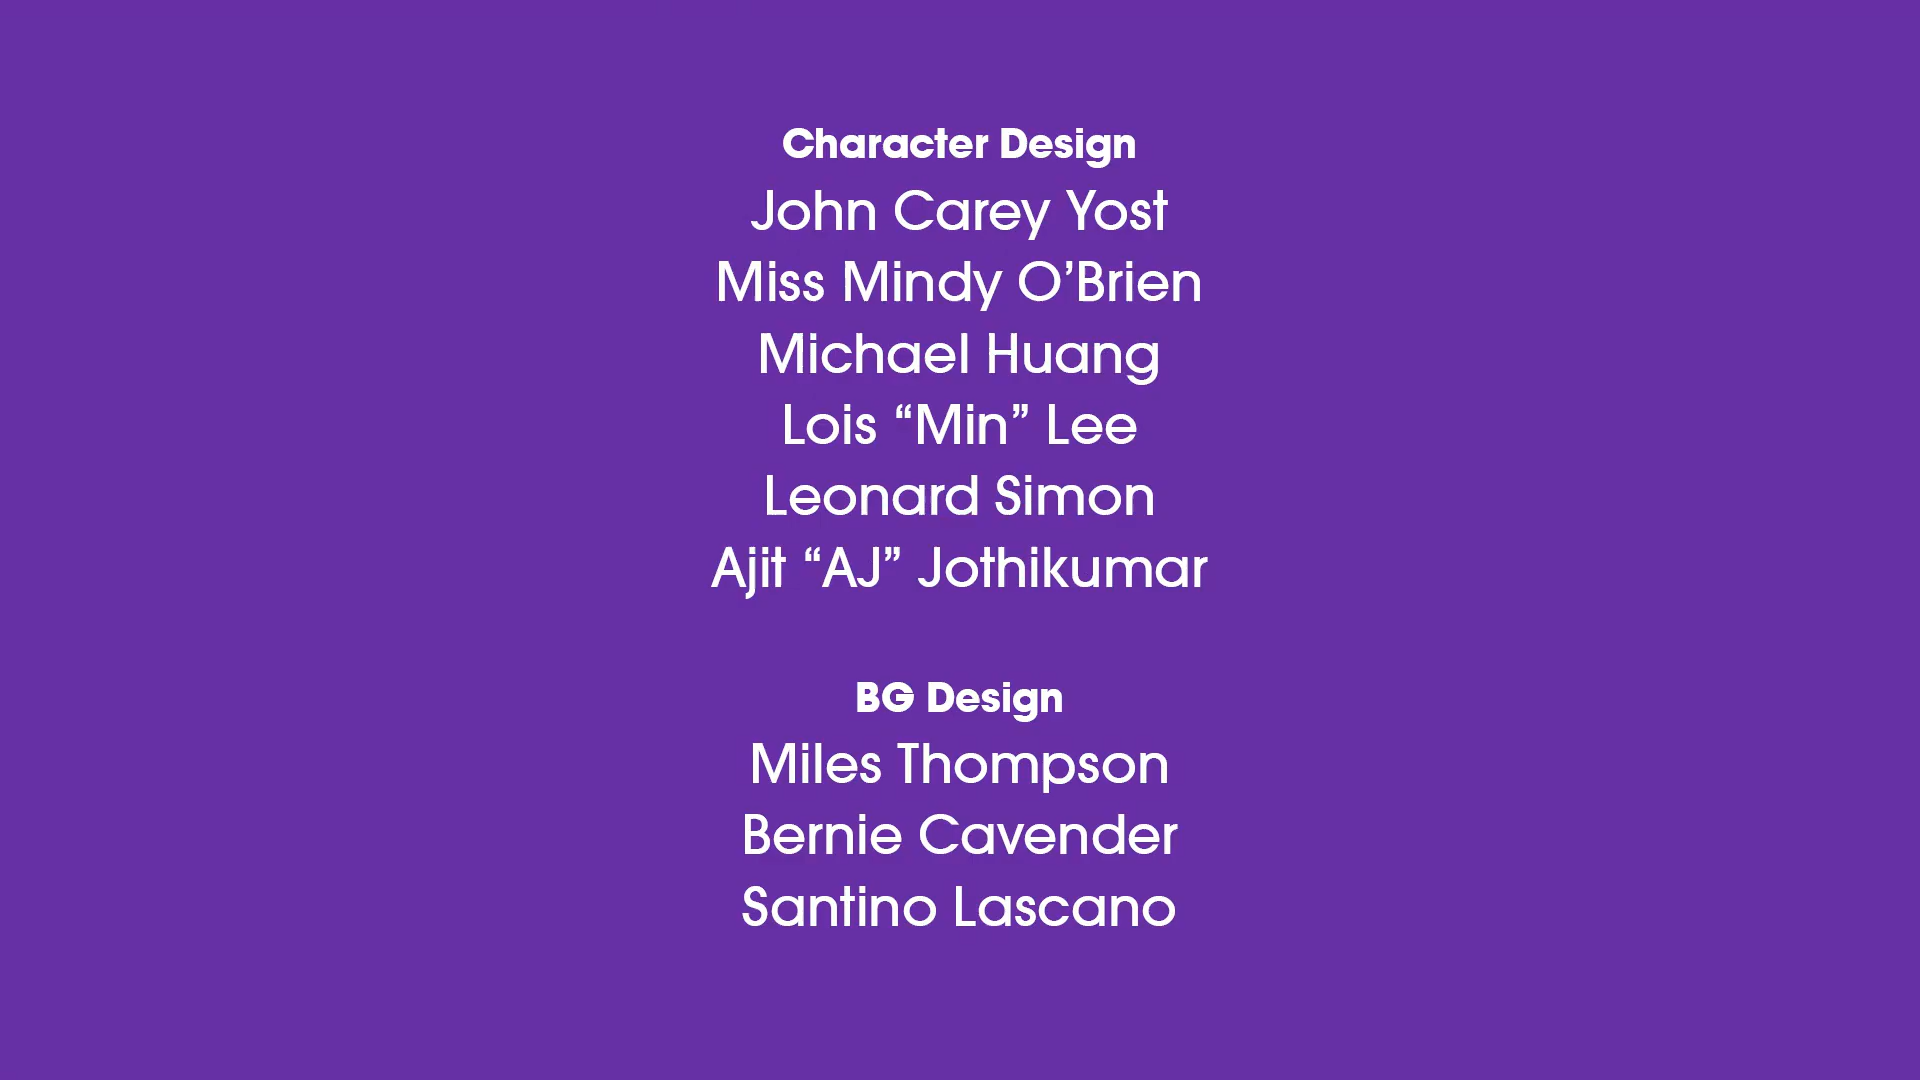 Character Design
John Carey Yost
Miss Mindy O’Brien
Michael Huang
Lois “Min” Lee
Leonard Simon
Ajit “AJ” Jothikumar
BG Design
Miles Thompson
Bernie Cavender
Santino Lascano